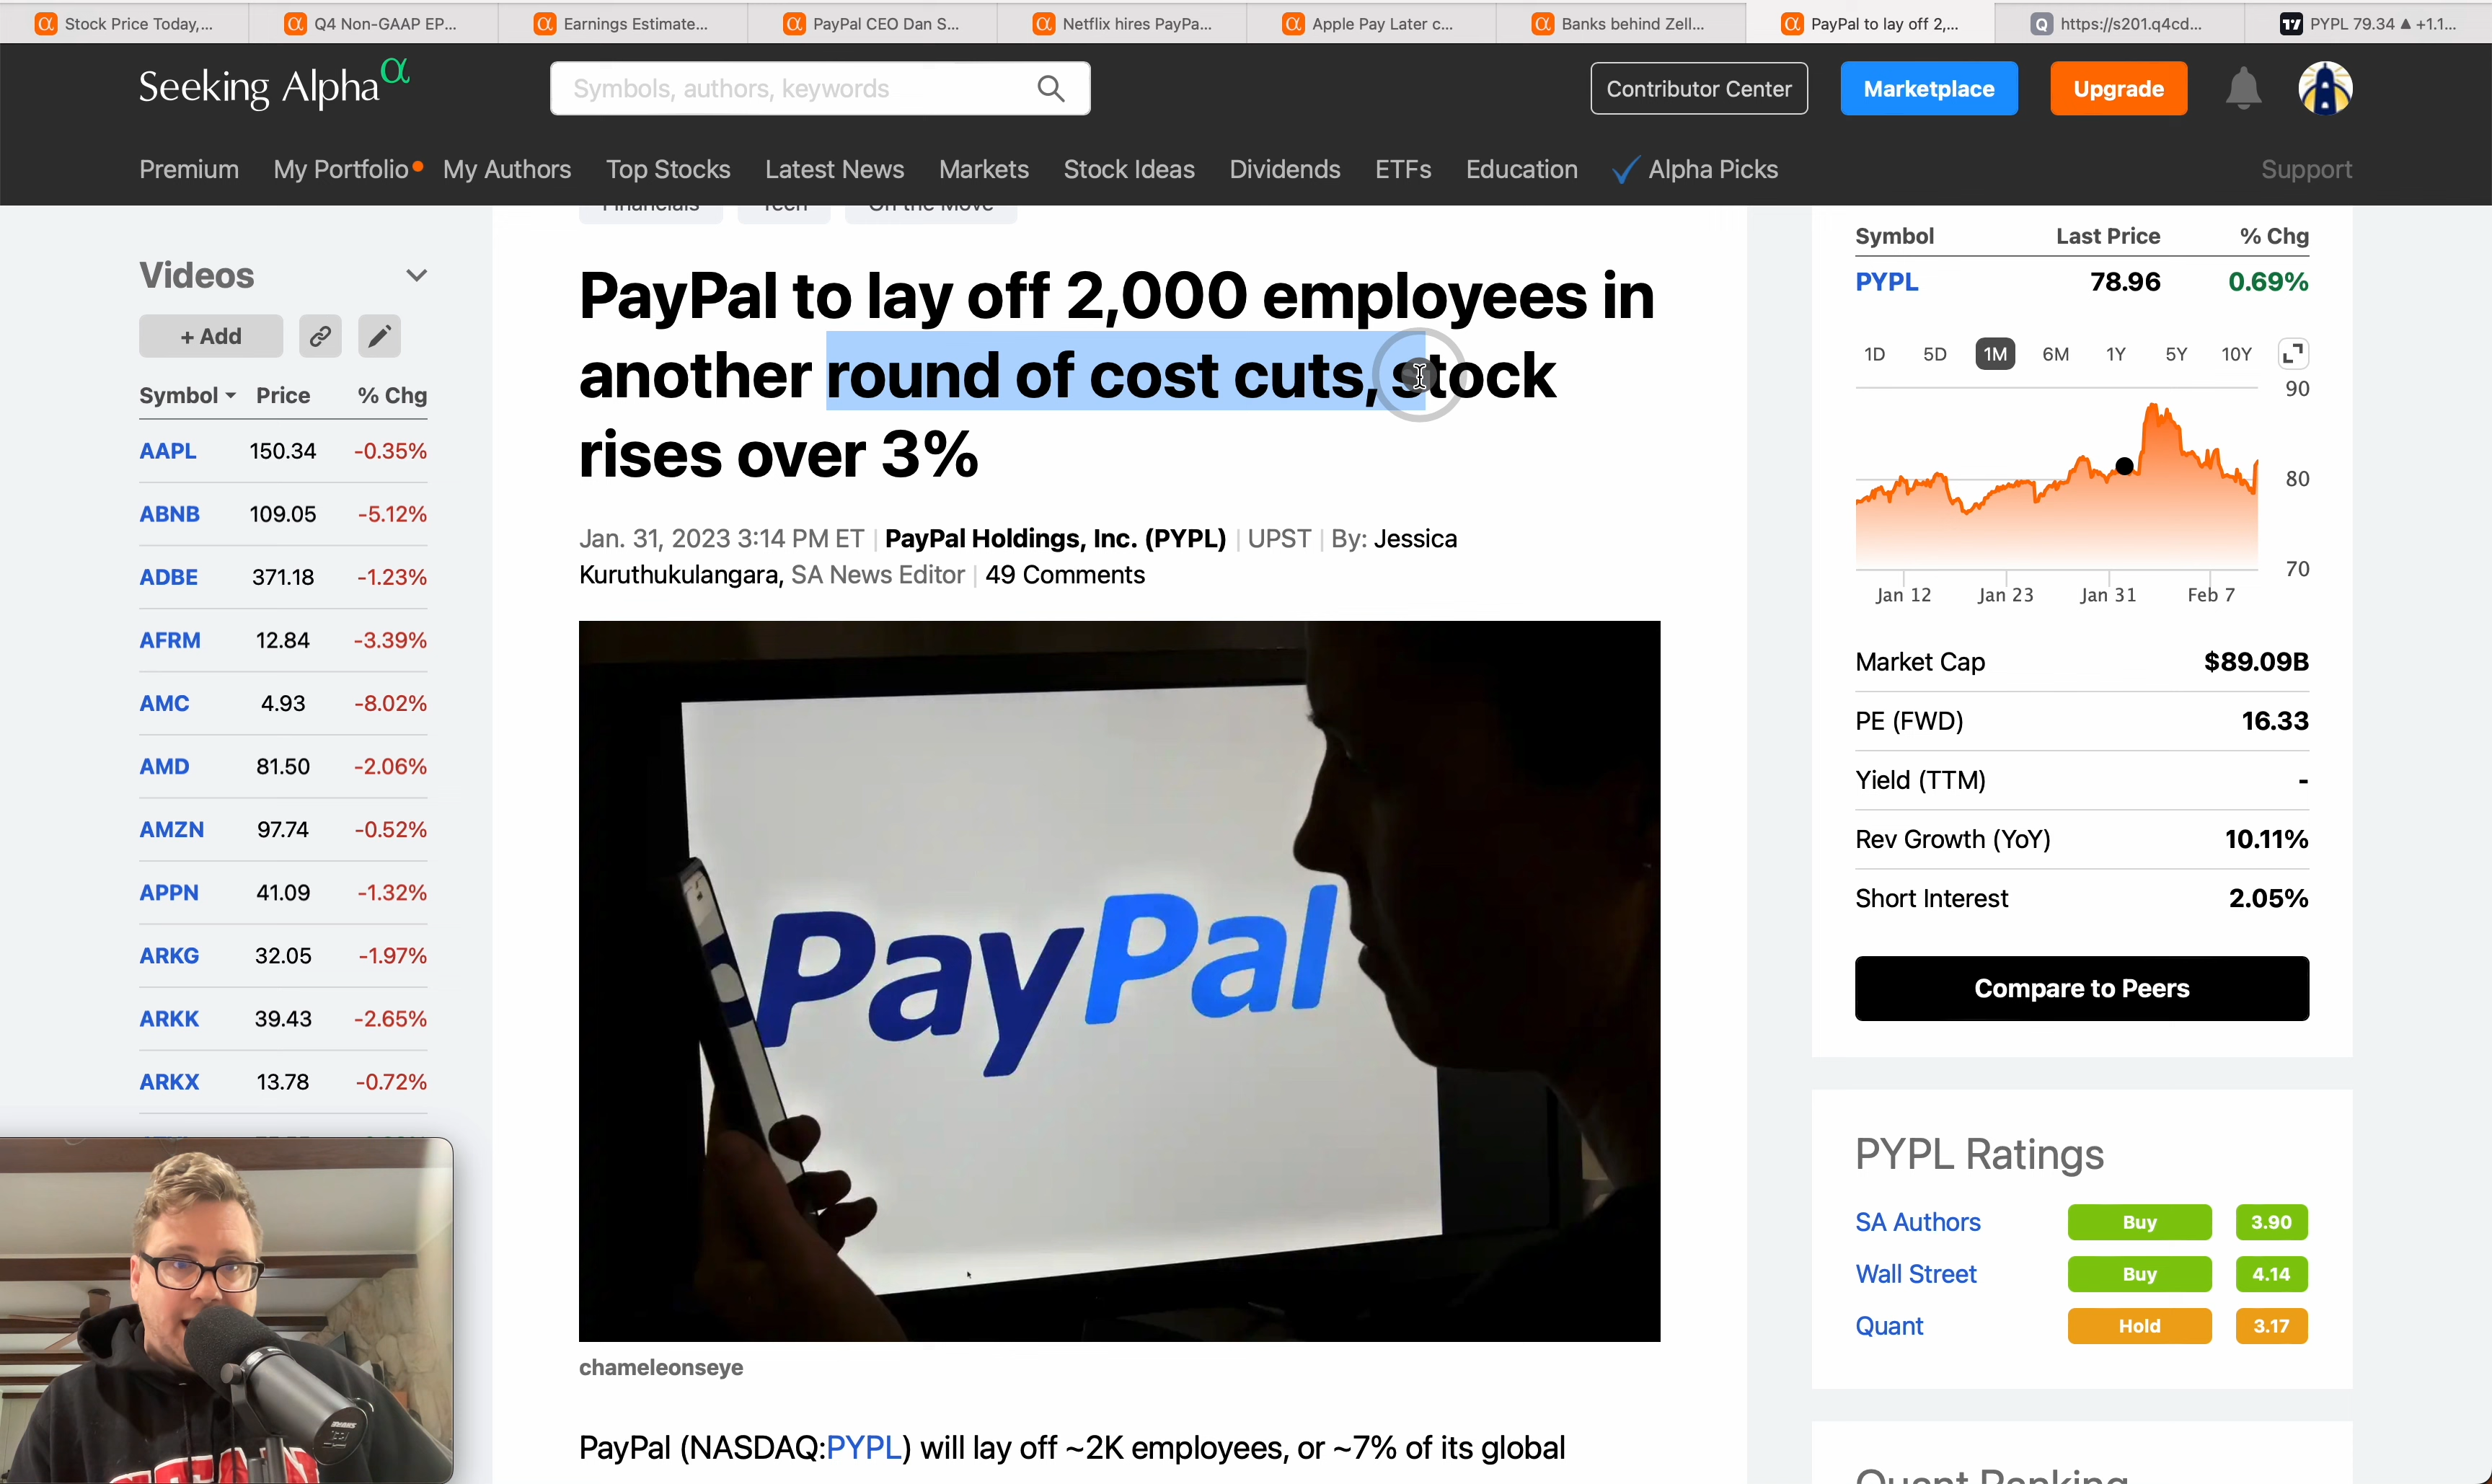 Stock Price Today,...
Q4 Non-GAAP EP...
Earnings Estimate...
PayPal CEO Dan S...
Netflix hires PayPa...
Apple Pay Later c...
Banks behind Zell...
PayPal to lay off 2,...
https://s201.q4cd...
PYPL 79.34 ▲ +1.1...
Seeking Alpha α
Symbols, authors, keywords
Contributor Center
Marketplace
Upgrade
Premium
My Portfolio
My Authors
Top Stocks
Latest News
Markets
Stock Ideas
Dividends
ETFs
Education
Alpha Picks
Support
Financials
Tech
On the Move
Videos
+ Add
Symbol Price % Chg
AAPL 150.34 -0.35%
ABNB 109.05 -5.12%
ADBE 371.18 -1.23%
AFRM 12.84 -3.39%
AMC 4.93 -8.02%
AMD 81.50 -2.06%
AMZN 97.74 -0.52%
APPN 41.09 -1.32%
ARKG 32.05 -1.97%
ARKK 39.43 -2.65%
ARKX 13.78 -0.72%
PayPal to lay off 2,000 employees in
another round of cost cuts, stock
rises over 3%
Jan. 31, 2023 3:14 PM ET | PayPal Holdings, Inc. (PYPL) | UPST | By: Jessica
Kuruthukulangara, SA News Editor | 49 Comments
PayPal
chameleonseye
PayPal (NASDAQ:PYPL) will lay off ~2K employees, or ~7% of its global
Symbol Last Price % Chg
PYPL 78.96 0.69%
1D 5D 1M 6M 1Y 5Y 10Y
90
80
70
Jan 12 Jan 23 Jan 31 Feb 7
Market Cap $89.09B
PE (FWD) 16.33
Yield (TTM) -
Rev Growth (YoY) 10.11%
Short Interest 2.05%
Compare to Peers
PYPL Ratings
SA Authors Buy 3.90
Wall Street Buy 4.14
Quant Hold 3.17
Quant Ranking